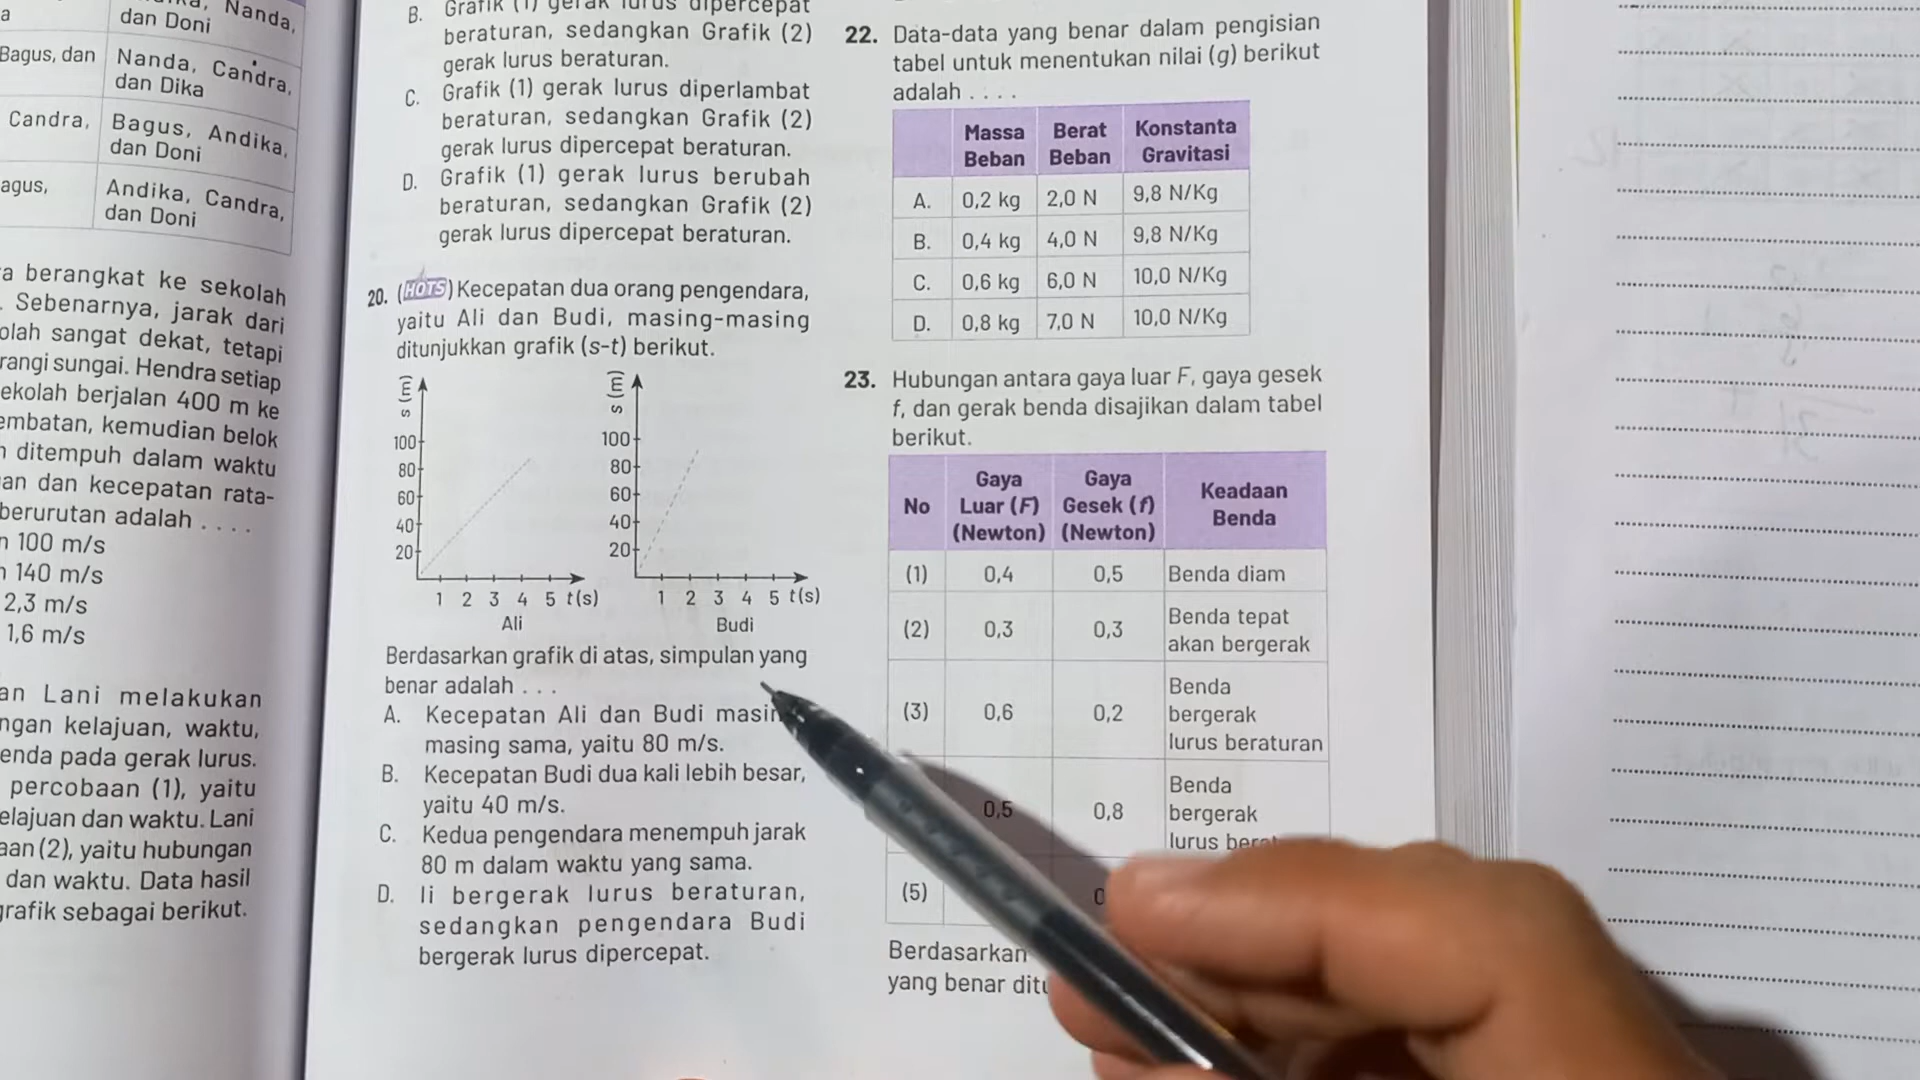 Nanda,
dan Doni
Bagus, dan
Nanda, Candra,
dan Dika
Candra,
Bagus, Andika,
dan Doni
agus,
Andika, Candra,
dan Doni
a berangkat ke sekolah
. Sebenarnya, jarak dari
olah sangat dekat, tetapi
rangi sungai. Hendra setiap
ekolah berjalan 400 m ke
embatan, kemudian belok
n ditempuh dalam waktu
an dan kecepatan rata-
berurutan adalah . . . .
n 100 m/s
n 140 m/s
2,3 m/s
1,6 m/s
an Lani melakukan
ngan kelajuan, waktu,
enda pada gerak lurus.
percobaan (1), yaitu
elajuan dan waktu. Lani
aan (2), yaitu hubungan
dan waktu. Data hasil
grafik sebagai berikut.
B. Grafik (1) gerak lurus dipercepat
beraturan, sedangkan Grafik (2)
gerak lurus beraturan.
C. Grafik (1) gerak lurus diperlambat
beraturan, sedangkan Grafik (2)
gerak lurus dipercepat beraturan.
D. Grafik (1) gerak lurus berubah
beraturan, sedangkan Grafik (2)
gerak lurus dipercepat beraturan.
20. (HOTS) Kecepatan dua orang pengendara,
yaitu Ali dan Budi, masing-masing
ditunjukkan grafik (s-t) berikut.
s (m)
100
80
60
40
20
1 2 3 4 5 t(s)
Ali
s (m)
100
80
60
40
20
1 2 3 4 5 t(s)
Budi
Berdasarkan grafik di atas, simpulan yang
benar adalah . . .
A. Kecepatan Ali dan Budi masin
masing sama, yaitu 80 m/s.
B. Kecepatan Budi dua kali lebih besar,
yaitu 40 m/s.
C. Kedua pengendara menempuh jarak
80 m dalam waktu yang sama.
D. li bergerak lurus beraturan,
sedangkan pengendara Budi
bergerak lurus dipercepat.
22. Data-data yang benar dalam pengisian
tabel untuk menentukan nilai (g) berikut
adalah . . . .
Massa Beban Berat Beban Konstanta Gravitasi
A. 0,2 kg 2,0 N 9,8 N/Kg
B. 0,4 kg 4,0 N 9,8 N/Kg
C. 0,6 kg 6,0 N 10,0 N/Kg
D. 0,8 kg 7,0 N 10,0 N/Kg
23. Hubungan antara gaya luar F, gaya gesek
f, dan gerak benda disajikan dalam tabel
berikut.
No Gaya Luar (F) (Newton) Gaya Gesek (f) (Newton) Keadaan Benda
(1) 0,4 0,5 Benda diam
(2) 0,3 0,3 Benda tepat
akan bergerak
(3) 0,6 0,2 Benda
bergerak
lurus beraturan
0,5 0,8 Benda
bergerak
lurus
(5)
Berdasarkan
yang benar